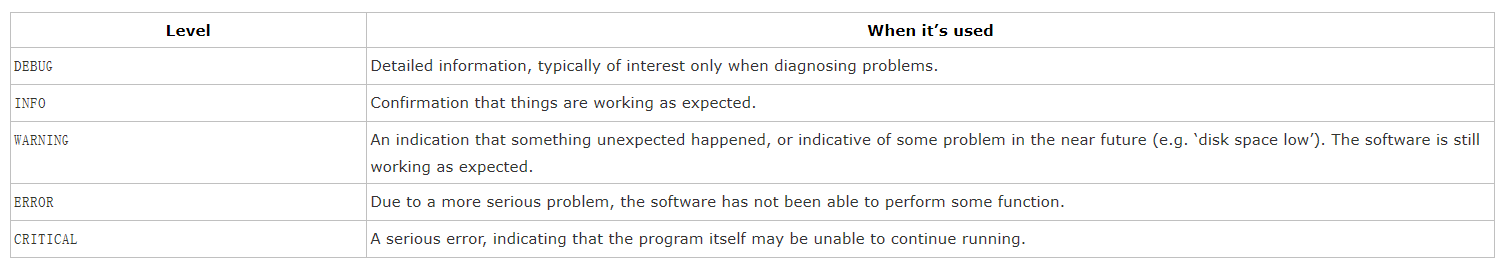 Level When it’s used
DEBUG Detailed information, typically of interest only when diagnosing problems.
INFO Confirmation that things are working as expected.
WARNING An indication that something unexpected happened, or indicative of some problem in the near future (e.g. ‘disk space low’). The software is still
working as expected.
ERROR Due to a more serious problem, the software has not been able to perform some function.
CRITICAL A serious error, indicating that the program itself may be unable to continue running.